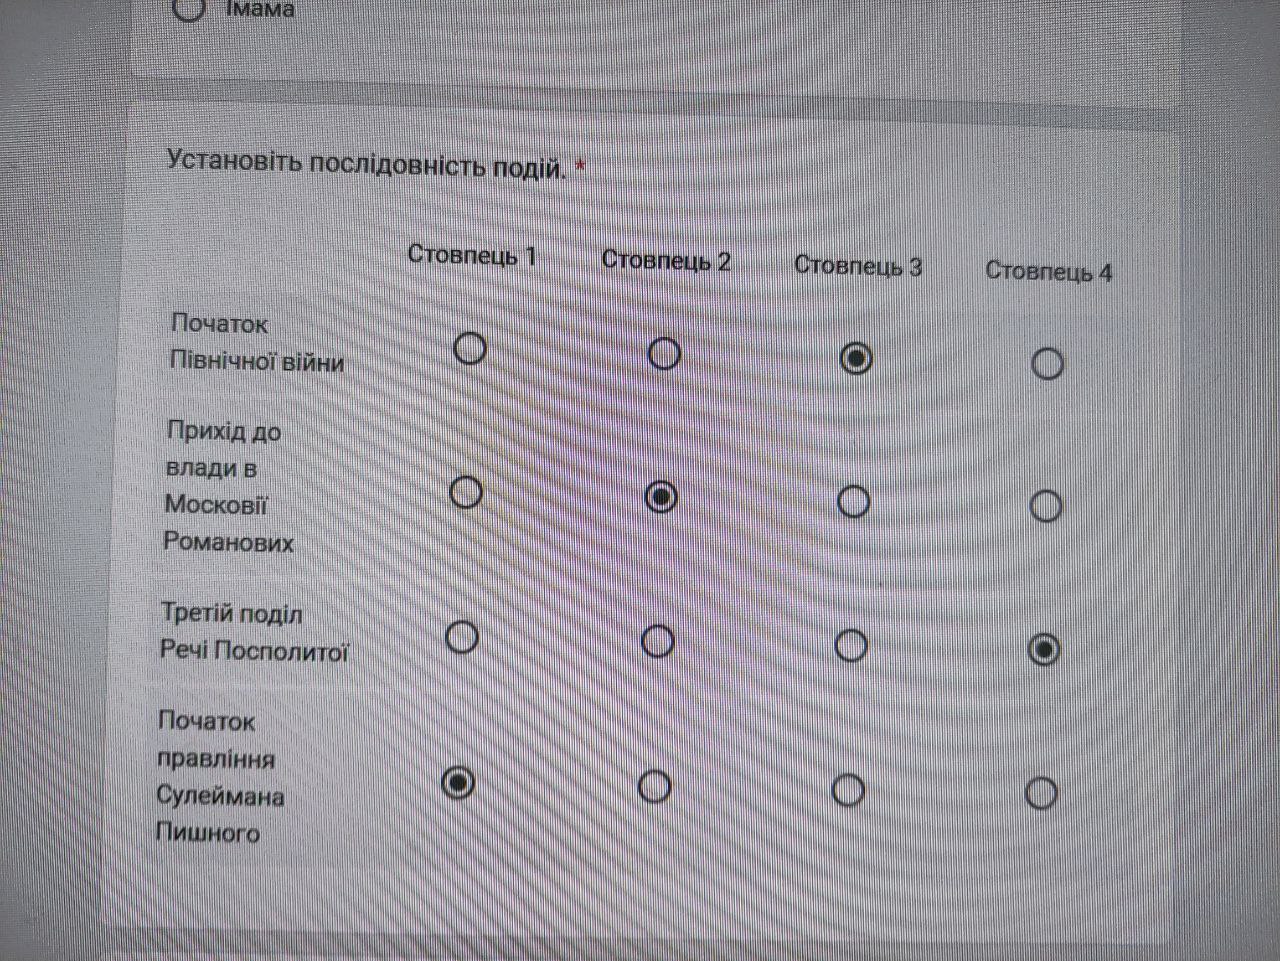 Імама
Установіть послідовність подій. *
Стовпець 1 Стовпець 2 Стовпець 3 Стовпець 4
Початок
Північної війни
Прихід до
влади в
Московії
Романових
Третій поділ
Речі Посполитої
Початок
правління
Сулеймана
Пишного